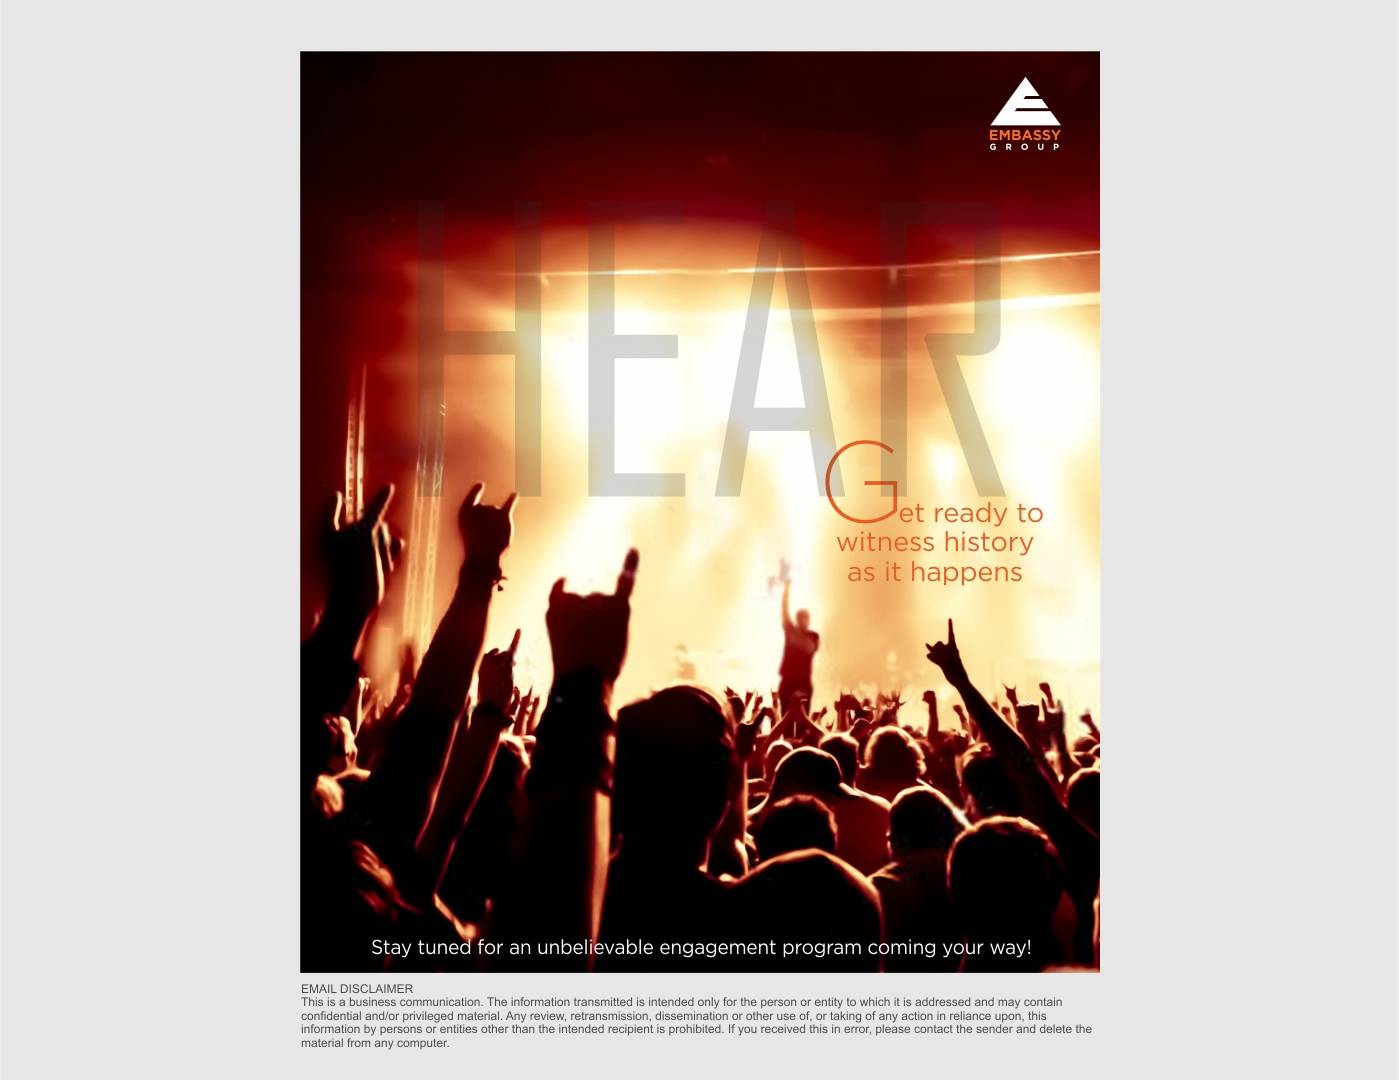 EMBASSY
GROUP
HEAR
Get ready to
witness history
as it happens
Stay tuned for an unbelievable engagement program coming your way!
EMAIL DISCLAIMER
This is a business communication. The information transmitted is intended only for the person or entity to which it is addressed and may contain
confidential and/or privileged material. Any review, retransmission, dissemination or other use of, or taking of any action in reliance upon, this
information by persons or entities other than the intended recipient is prohibited. If you received this in error, please contact the sender and delete the
material from any computer.